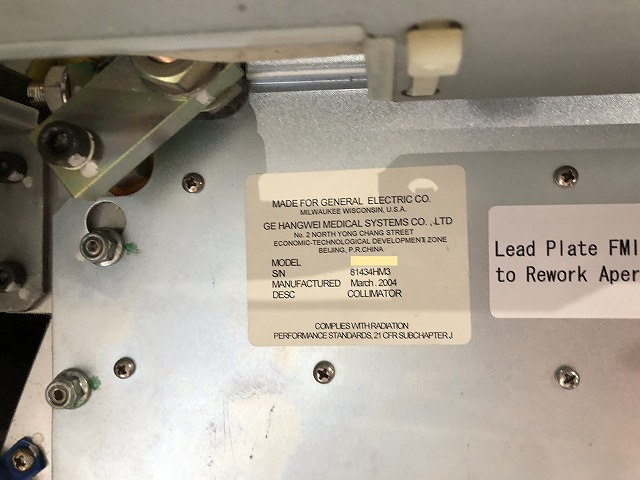 MADE FOR GENERAL ELECTRIC CO.
MILWAUKEE WISCONSIN, U.S.A.
GE HANGWEI MEDICAL SYSTEMS CO., LTD
No. 2 NORTH YONG CHANG STREET
ECONOMIC-TECHNOLOGICAL DEVELOPMENT ZONE
BEIJING, P.R.CHINA
MODEL
S/N 81434HM3
MANUFACTURED March. 2004
DESC COLLIMATOR
COMPLIES WITH RADIATION
PERFORMANCE STANDARDS, 21 CFR SUBCHAPTER J
Lead Plate FMI
to Rework Aper